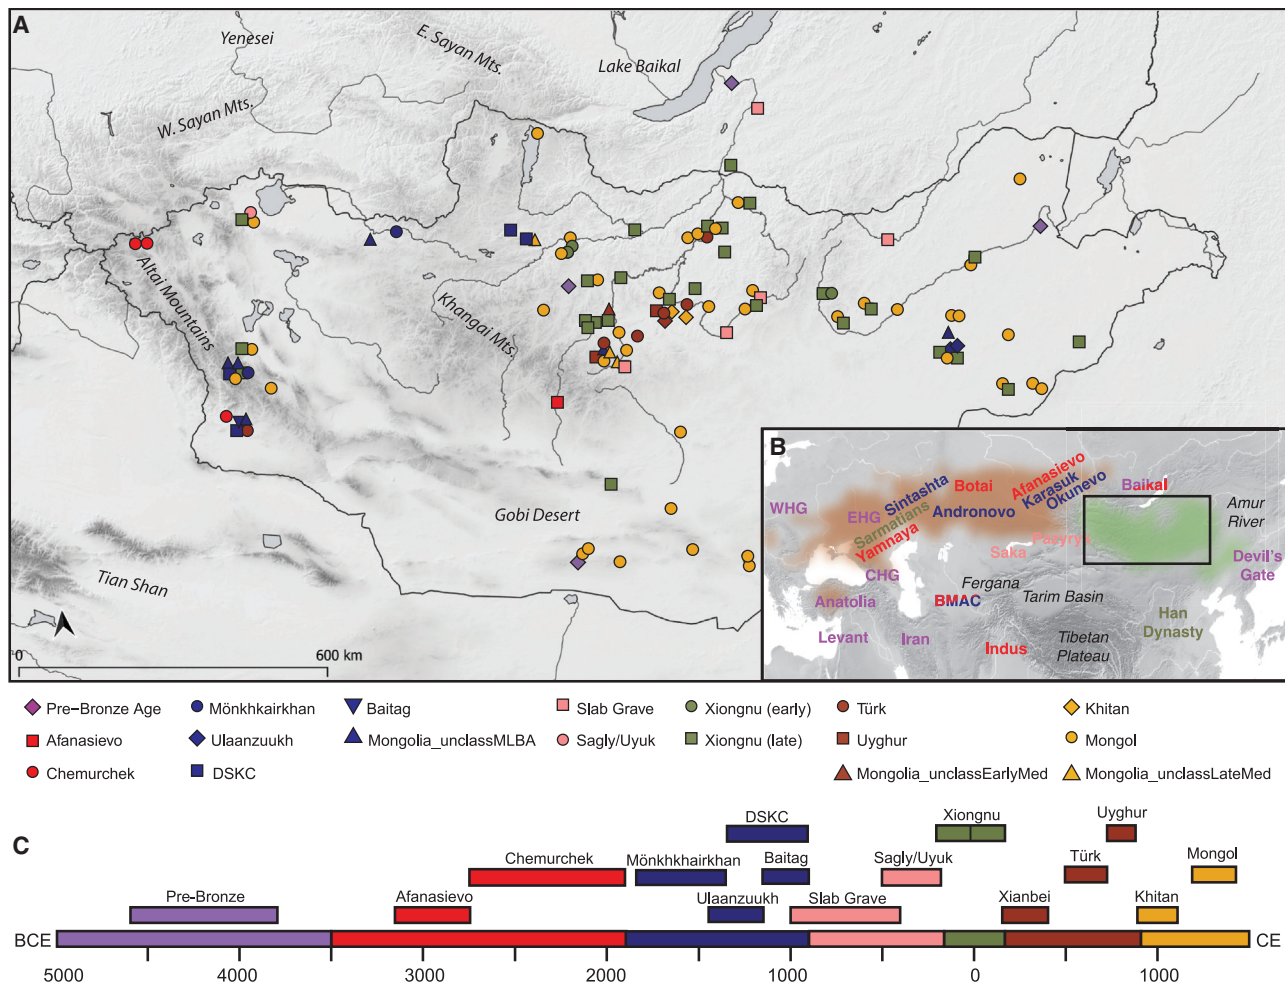 A
Yenesei
E. Sayan Mts.
Lake Baikal
W. Sayan Mts.
Altai Mountains
Khangai Mts.
Gobi Desert
Tian Shan
0
600 km
B
WHG
EHG
Sintashta
Sarmatians
Yamnaya
Botai
Andronovo
Afanasievo
Karasuk
Okunevo
Baikal
Amur
River
Saka
Pazyryk
CHG
Fergana
Devil's
Gate
Anatolia
BMAC
Tarim Basin
Han
Dynasty
Levant
Iran
Indus
Tibetan
Plateau
Pre-Bronze Age
Mönkhkairkhan
Baitag
Slab Grave
Xiongnu (early)
Türk
Khitan
Afanasievo
Ulaanzuukh
Mongolia_unclassMLBA
Sagly/Uyuk
Xiongnu (late)
Uyghur
Mongol
Chemurchek
DSKC
Mongolia_unclassEarlyMed
Mongolia_unclassLateMed
C
DSKC
Xiongnu
Uyghur
Chemurchek
Mönkhkhairkhan
Baitag
Sagly/Uyuk
Türk
Mongol
Pre-Bronze
Afanasievo
Ulaanzuukh
Slab Grave
Xianbei
Khitan
BCE
CE
5000
4000
3000
2000
1000
0
1000